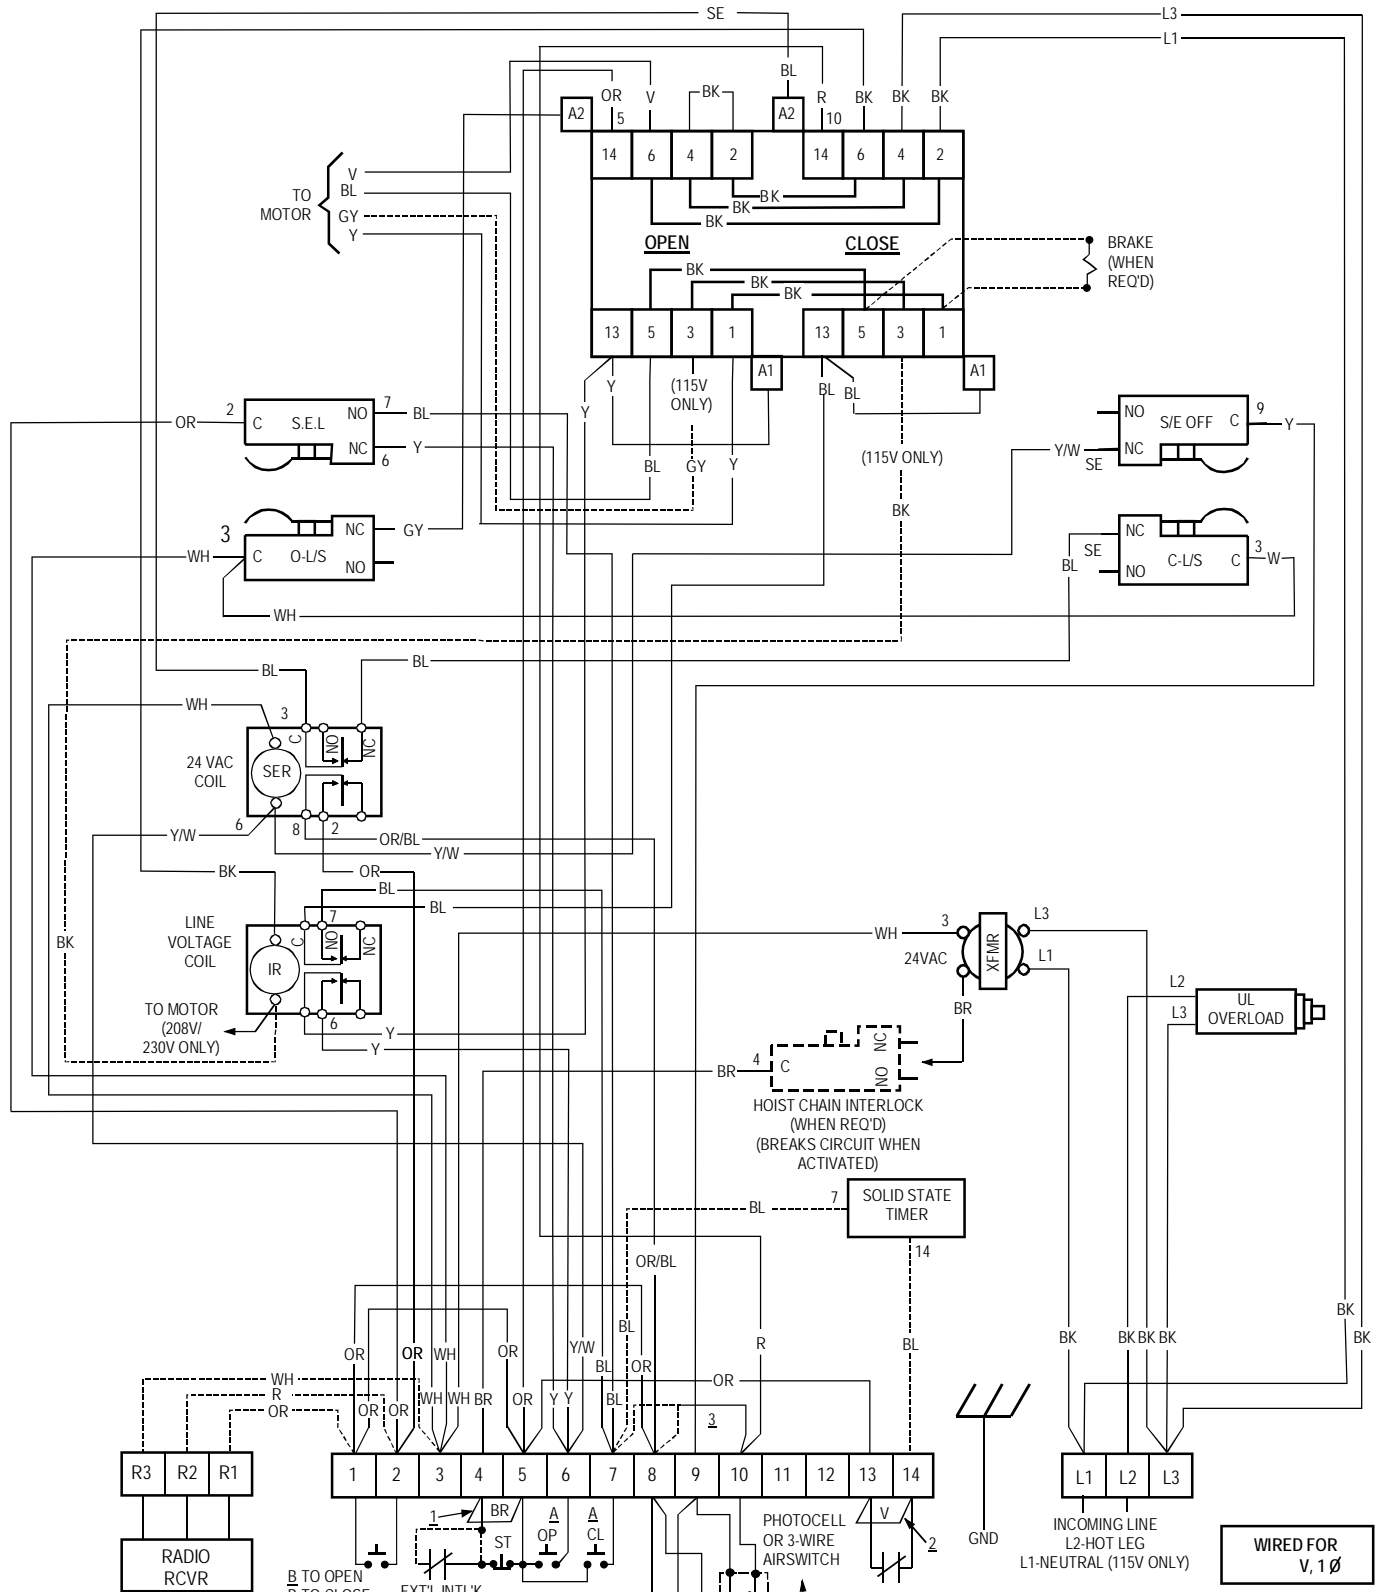 SE
L3
L1
BL
OR
5
V
BK
R
10
BK
BK
BK
A2
A2
14
6
4
2
14
6
4
2
V
BL
GY
Y
TO
MOTOR
BK
BK
BK
OPEN
CLOSE
BRAKE
(WHEN
REQ'D)
BK
BK
BK
13
5
3
1
13
5
3
1
A1
A1
Y
Y
(115V
ONLY)
BL
BL
BL
GY
Y
(115V ONLY)
BK
OR
2
C
S.E.L
NO
NC
7
6
BL
Y
NO
NC
S/E OFF
C
9
Y
Y/W
SE
3
WH
C
O-L/S
NC
NO
GY
NC
NO
C-L/S
C
3
W
SE
BL
WH
BL
BL
WH
3
24 VAC
COIL
SER
C
NO
NC
6
8
2
Y/W
OR/BL
Y/W
BK
OR
BL
BL
LINE
VOLTAGE
COIL
7
C
NO
NC
IR
BK
TO MOTOR
(208V/
230V ONLY)
6
Y
Y
WH
3
24VAC
XFMR
L3
L1
BR
L2
L3
UL
OVERLOAD
BR
4
C
NC
NO
HOIST CHAIN INTERLOCK
(WHEN REQ'D)
(BREAKS CIRCUIT WHEN
ACTIVATED)
BL
7
SOLID STATE
TIMER
14
OR/BL
BK
BK
BK
BK
BK
BK
OR
OR
WH
OR
Y/W
BL
BL
OR
R
BL
WH
R
OR
OR
OR
WH
WH
BR
OR
Y
Y
BL
OR
3
R3
R2
R1
1
2
3
4
5
6
7
8
9
10
11
12
13
14
L1
L2
L3
1
BR
ST
A
OP
A
CL
PHOTOCELL
OR 3-WIRE
AIRSWITCH
V
2
GND
INCOMING LINE
L2-HOT LEG
L1-NEUTRAL (115V ONLY)
WIRED FOR
V, 1Ø
RADIO
RCVR
B TO OPEN
B TO CLOSE
EXT'L INTL'K